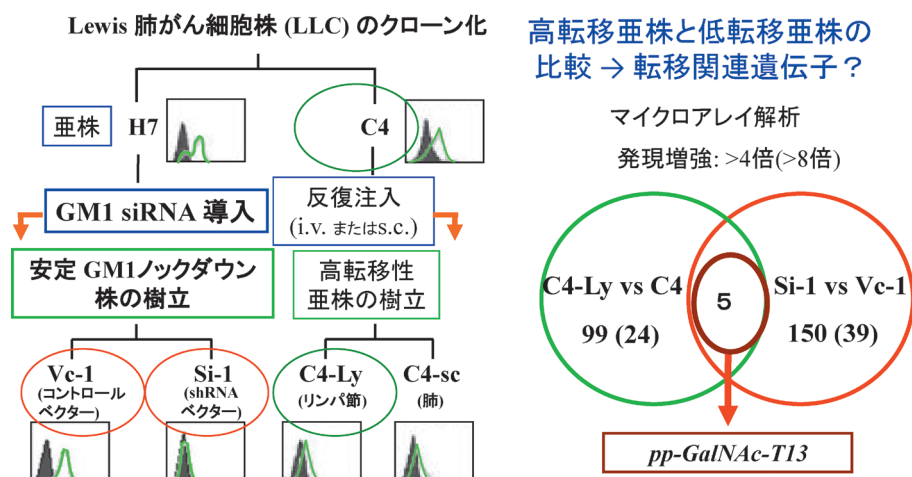 Lewis 肺がん細胞株 (LLC) のクローン化
亜株
H7
C4
GM1 siRNA 導入
反復注入
(i.v. またはs.c.)
安定 GM1ノックダウン
株の樹立
高転移性
亜株の樹立
Vc-1
(コントロール
ベクター)
Si-1
(shRNA
ベクター)
C4-Ly
(リンパ節)
C4-sc
(肺)
高転移亜株と低転移亜株の
比較 → 転移関連遺伝子？
マイクロアレイ解析
発現増強: >4倍(>8倍)
C4-Ly vs C4
99 (24)
5
Si-1 vs Vc-1
150 (39)
pp-GalNAc-T13